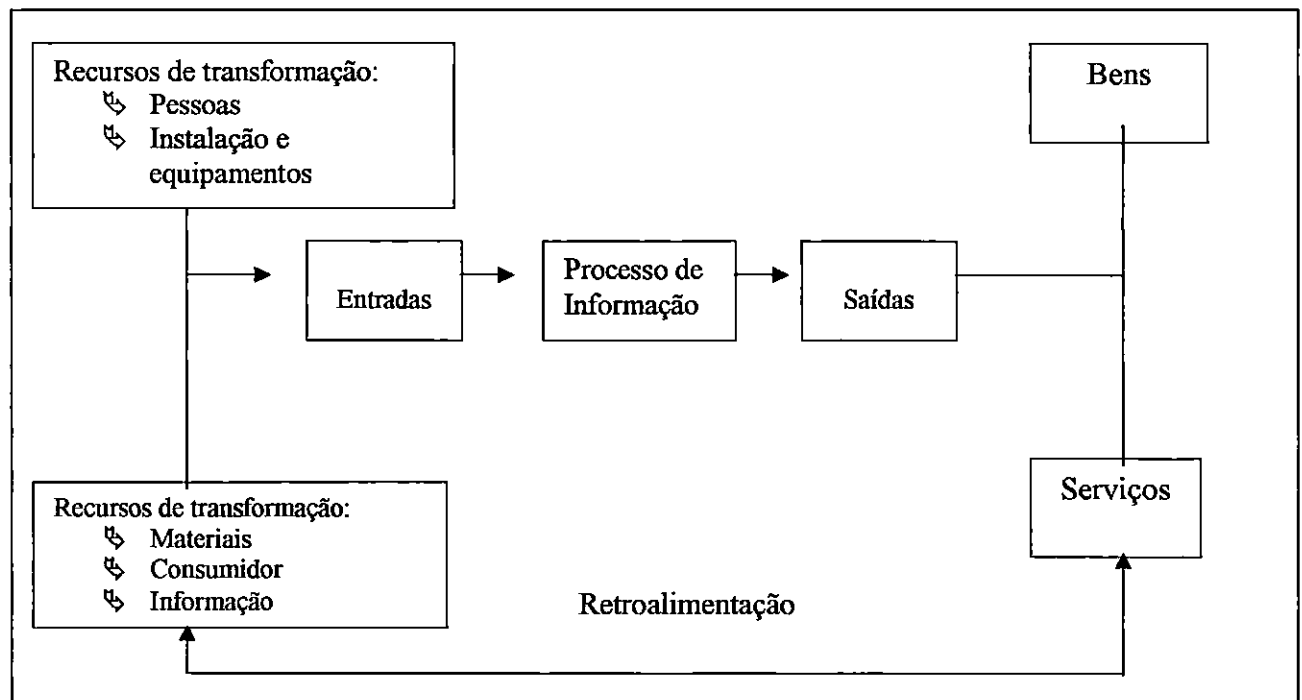 Recursos de transformação:
Pessoas
Instalação e
equipamentos
Bens
Entradas
Processo de
Informação
Saídas
Recursos de transformação:
Materiais
Consumidor
Informação
Serviços
Retroalimentação